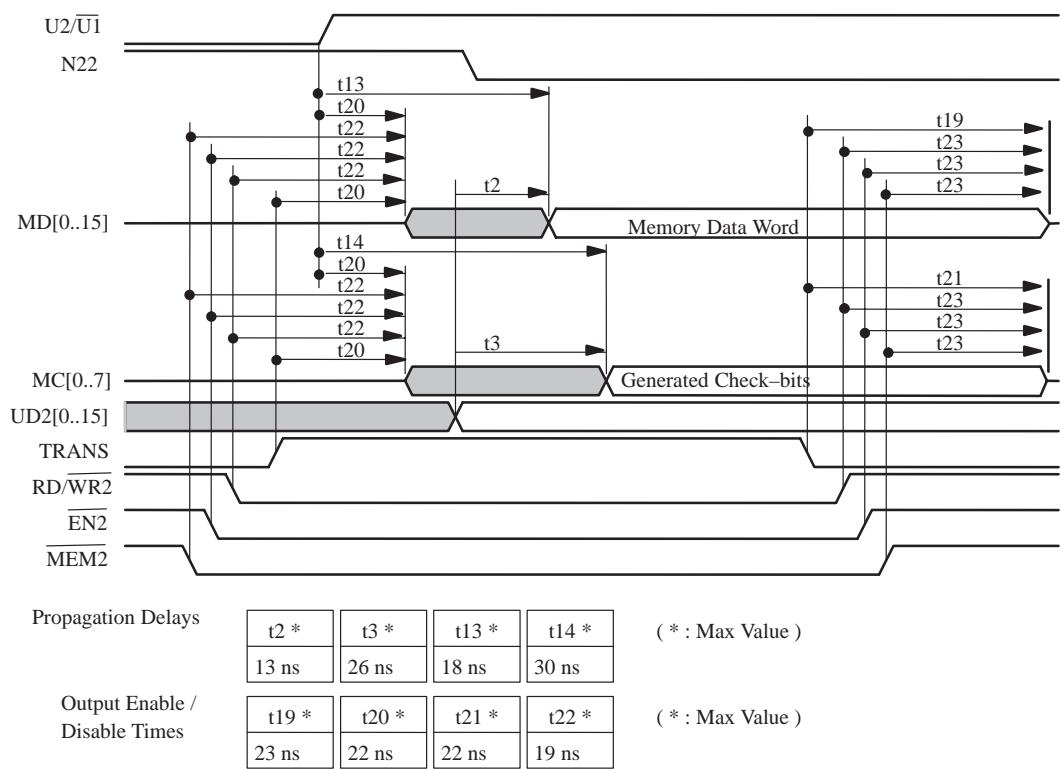 U2/U1
N22
t13
t20
t22
t22
t22
t20
t2
t19
t23
t23
t23
MD[0..15]
Memory Data Word
t14
t20
t22
t22
t22
t20
t3
t21
t23
t23
t23
MC[0..7]
Generated Check–bits
UD2[0..15]
TRANS
RD/WR2
EN2
MEM2
Propagation Delays
t2 * t3 * t13 * t14 * ( * : Max Value )
13 ns 26 ns 18 ns 30 ns
Output Enable /
Disable Times
t19 * t20 * t21 * t22 * ( * : Max Value )
23 ns 22 ns 22 ns 19 ns